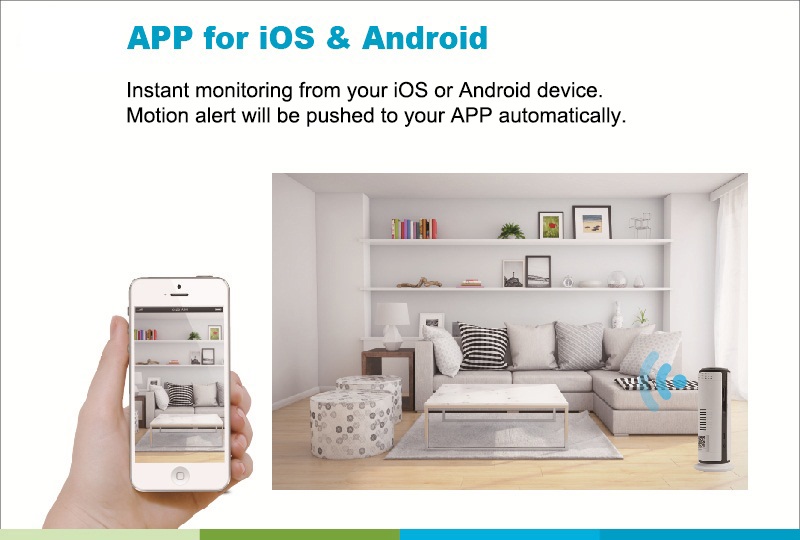 APP for iOS & Android
Instant monitoring from your iOS or Android device.
Motion alert will be pushed to your APP automatically.